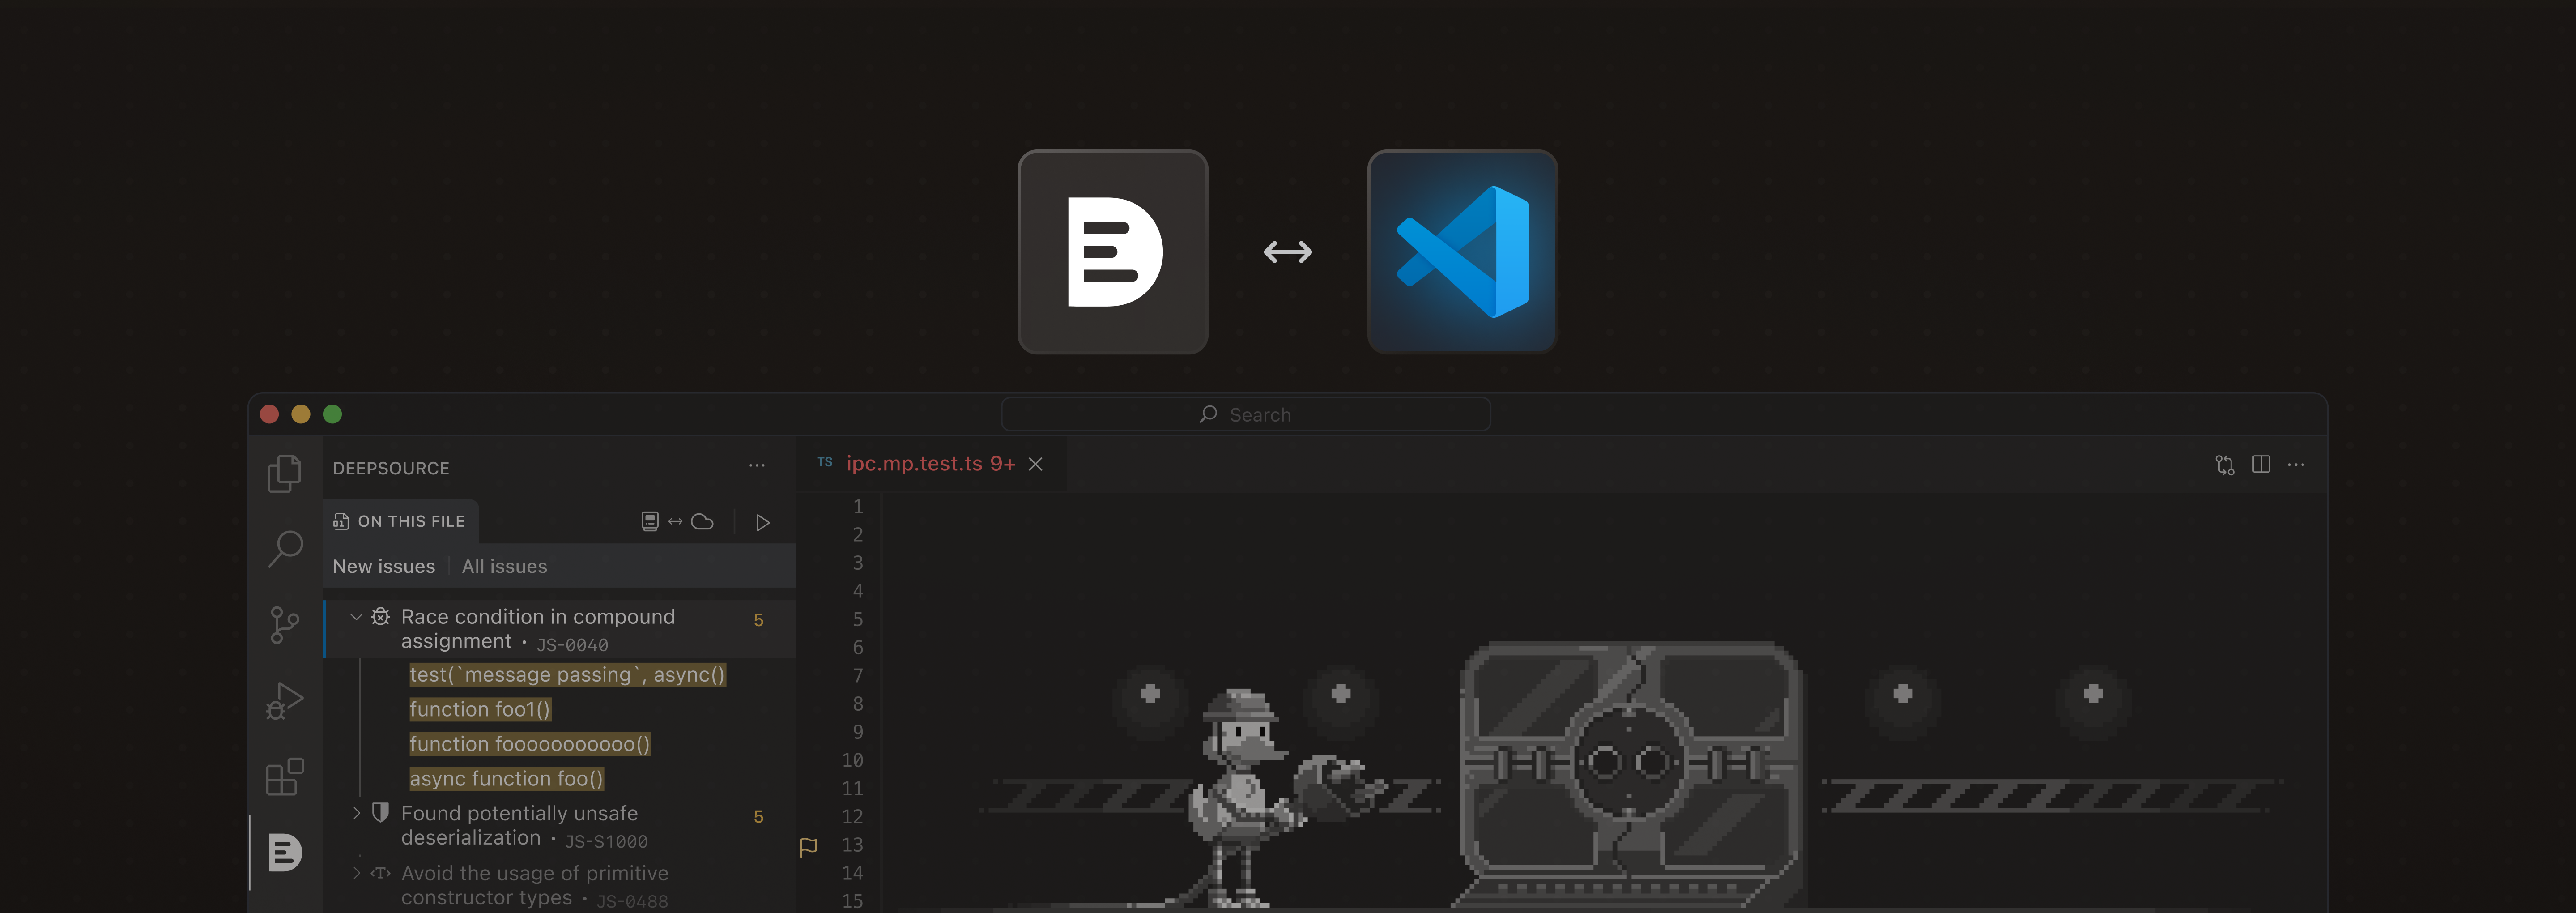 Search
DEEPSOURCE
TS ipc.mp.test.ts 9+
ON THIS FILE
New issues
All issues
Race condition in compound 5
assignment • JS-0040
test(`message passing`, async()
function foo1()
function fooooooooooo()
async function foo()
Found potentially unsafe 5
deserialization • JS-S1000
Avoid the usage of primitive
constructor types • JS-0488
1
2
3
4
5
6
7
8
9
10
11
12
13
14
15